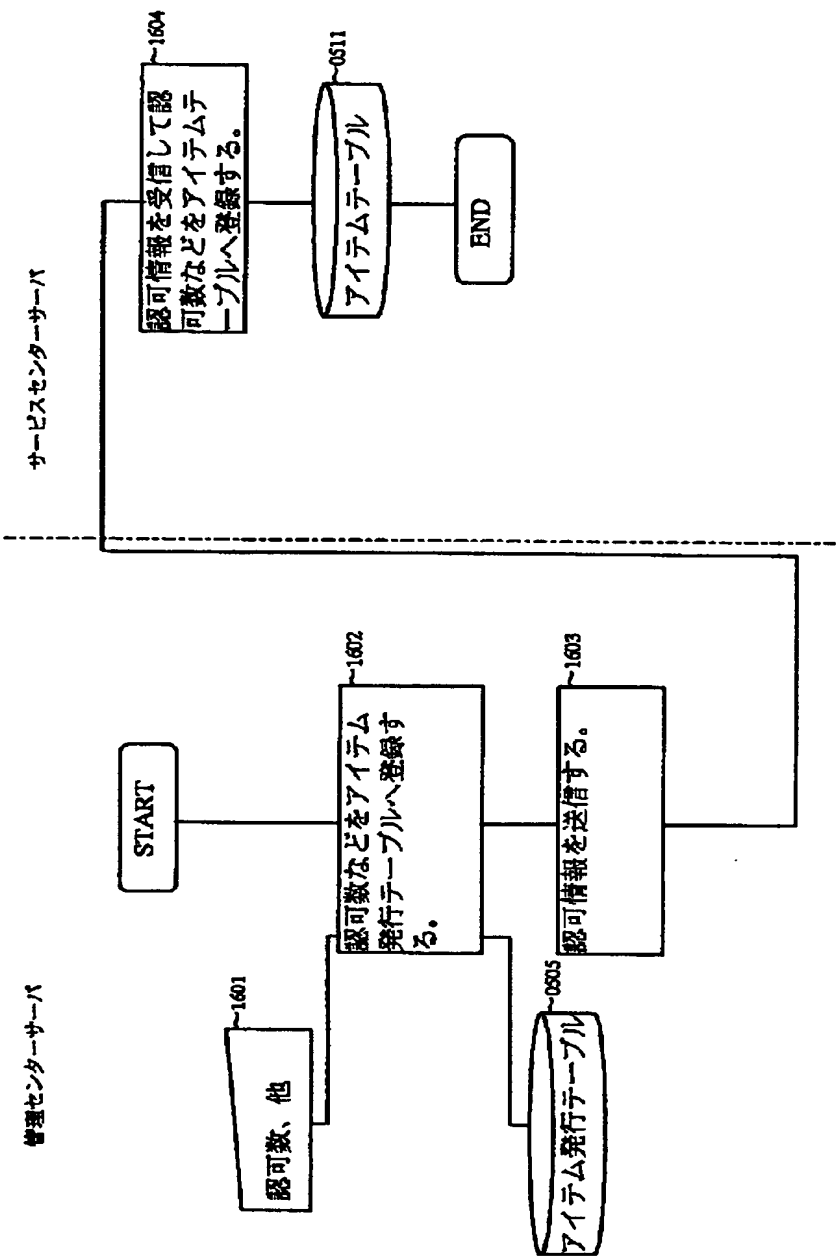 管理センターサーバ
サービスセンターサーバ
START
1601
認可数、他
1602
認可数などをアイテム
発行テーブルへ登録す
る。
0505
アイテム発行テーブル
1603
認可情報を送信する。
1604
認可情報を受信して認
可数などをアイテムテ
ーブルへ登録する。
0511
アイテムテーブル
END